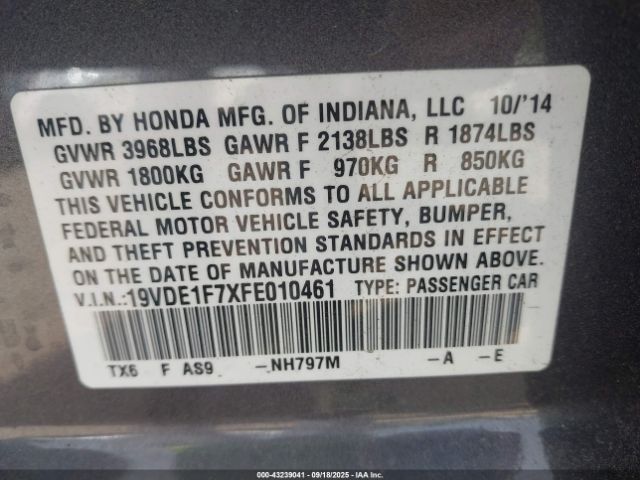 MFD. BY HONDA MFG. OF INDIANA, LLC 10/'14
GVWR 3968LBS GAWR F 2138LBS R 1874LBS
GVWR 1800KG GAWR F 970KG R 850KG
THIS VEHICLE CONFORMS TO ALL APPLICABLE
FEDERAL MOTOR VEHICLE SAFETY, BUMPER,
AND THEFT PREVENTION STANDARDS IN EFFECT
ON THE DATE OF MANUFACTURE SHOWN ABOVE.
V.I.N.:19VDE1F7XFE010461 TYPE: PASSENGER CAR
TX6 F AS9 –NH797M –A –E
000-43239041 - 09/18/2025 - IAA, Inc.